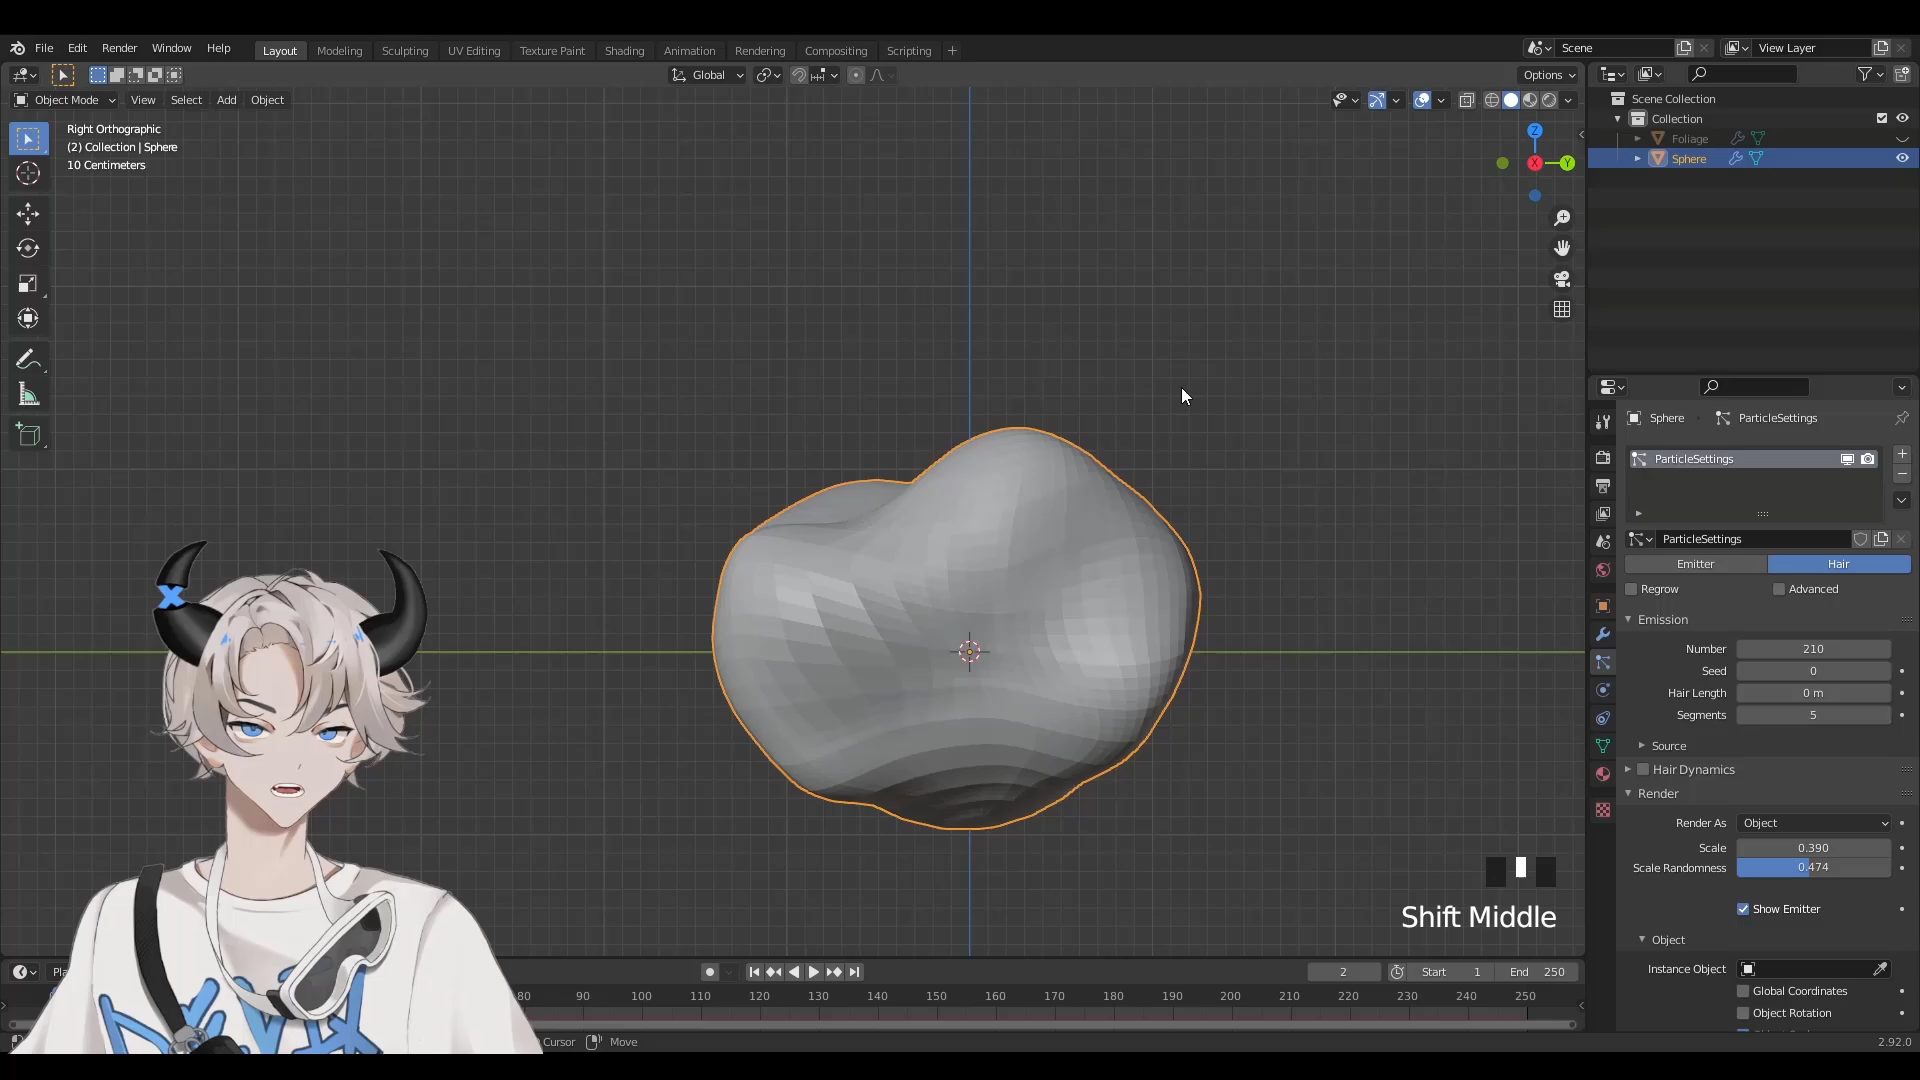 File Edit Render Window Help Layout Modeling Sculpting UV Editing Texture Paint Shading Animation Rendering Compositing Scripting + Scene View Layer
Global Options
Object Mode View Select Add Object
Right Orthographic
(2) Collection | Sphere
10 Centimeters
Z
X
Y
Scene Collection
Collection
Foliage
Sphere
Sphere ParticleSettings
ParticleSettings
ParticleSettings
Emitter Hair
Regrow Advanced
Emission
Number 210
Seed 0
Hair Length 0 m
Segments 5
Source
Hair Dynamics
Render
Render As Object
Scale 0.390
Scale Randomness 0.474
Show Emitter
Object
Instance Object
Global Coordinates
Object Rotation
Shift Middle
Pla 2 Start 1 End 250
80 90 100 110 120 130 140 150 160 170 180 190 200 210 220 230 240 250
Cursor Move 2.92.0